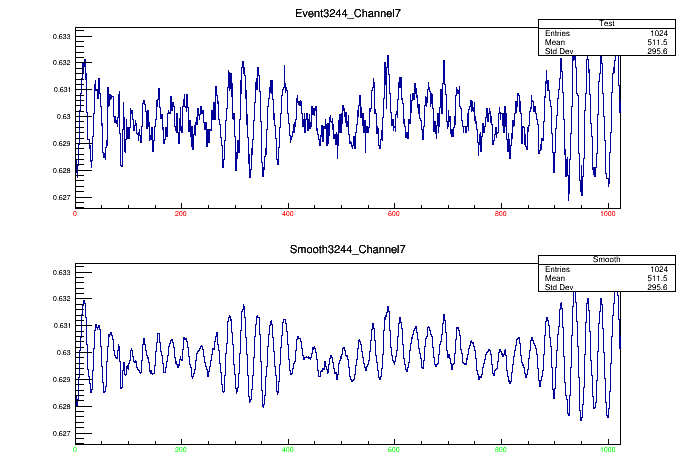 Event3244_Channel7
Test
Entries 1024
Mean 511.5
Std Dev 295.6
0.633
0.632
0.631
0.63
0.629
0.628
0.627
0 200 400 600 800 1000
Smooth3244_Channel7
Smooth
Entries 1024
Mean 511.5
Std Dev 295.6
0.633
0.632
0.631
0.63
0.629
0.628
0.627
0 200 400 600 800 1000